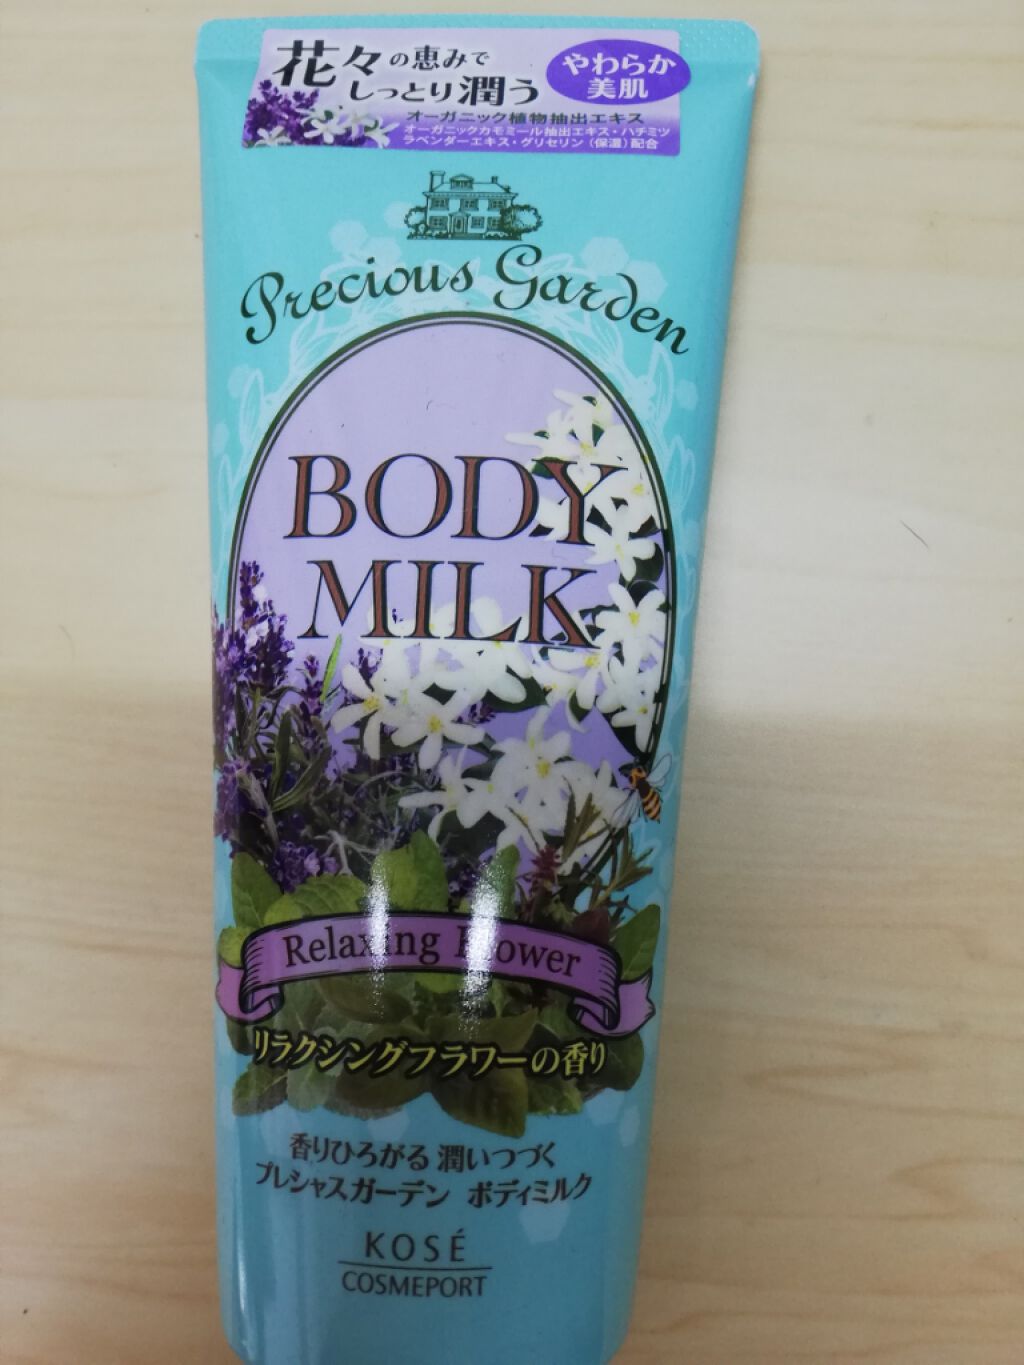 花々の恵みで
しっとり潤う
やわらか
美肌
オーガニック植物抽出エキス
オーガニックカモミール抽出エキス・ハチミツ
ラベンダーエキス・グリセリン(保湿)配合
Precious Garden
BODY
MILK
Relaxing Flower
リラクシングフラワーの香り
香りひろがる 潤いつづく
プレシャスガーデン ボディミルク
KOSÉ
COSMEPORT